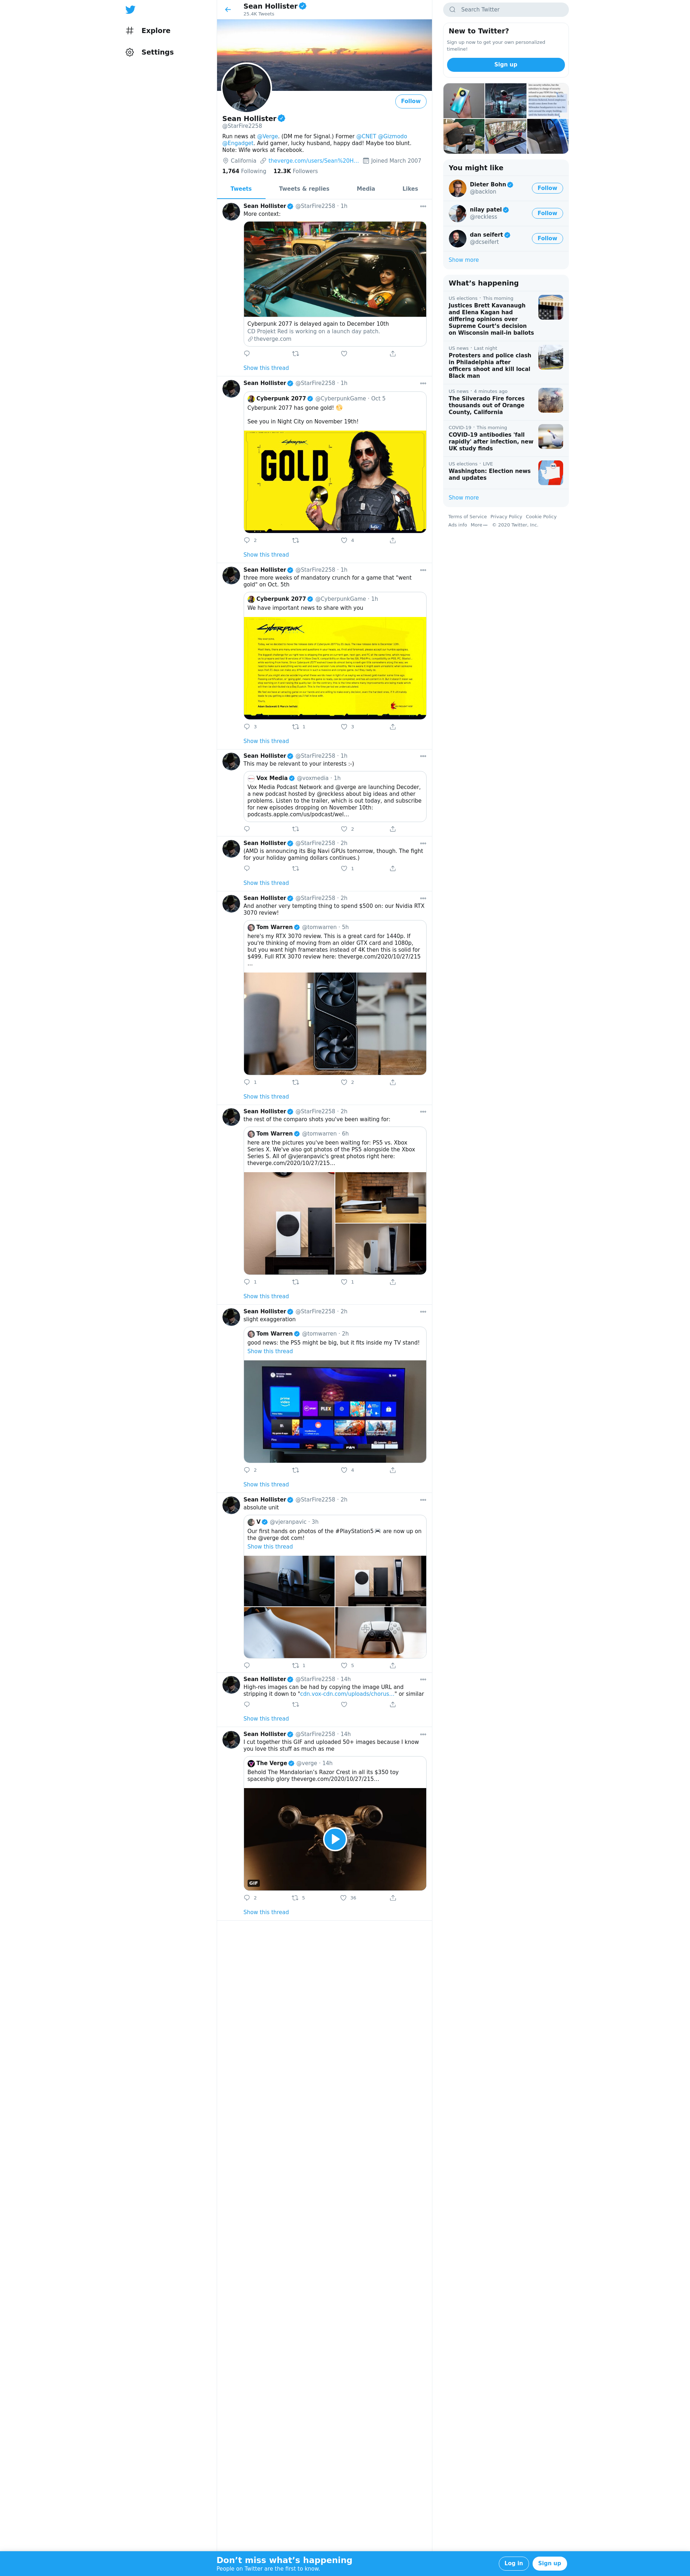 Explore
Settings
Sean Hollister
25.4K Tweets
Follow
Sean Hollister
@StarFire2258
Run news at @Verge. (DM me for Signal.) Former @CNET @Gizmodo
@Engadget. Avid gamer, lucky husband, happy dad! Maybe too blunt.
Note: Wife works at Facebook.
California theverge.com/users/Sean%20H... Joined March 2007
1,764 Following 12.3K Followers
Tweets Tweets & replies Media Likes
Sean Hollister @StarFire2258 · 1h
More context:
Cyberpunk 2077 is delayed again to December 10th
CD Projekt Red is working on a launch day patch.
theverge.com
Show this thread
Sean Hollister @StarFire2258 · 1h
Cyberpunk 2077 @CyberpunkGame · Oct 5
Cyberpunk 2077 has gone gold!
See you in Night City on November 19th!
Cyberpunk
GOLD
2 4
Show this thread
Sean Hollister @StarFire2258 · 1h
three more weeks of mandatory crunch for a game that "went
gold" on Oct. 5th
Cyberpunk 2077 @CyberpunkGame · 1h
We have important news to share with you
Cyberpunk
3 1 3
Show this thread
Sean Hollister @StarFire2258 · 1h
This may be relevant to your interests :-)
Vox Media @voxmedia · 1h
Vox Media Podcast Network and @verge are launching Decoder,
a new podcast hosted by @reckless about big ideas and other
problems. Listen to the trailer, which is out today, and subscribe
for new episodes dropping on November 10th:
podcasts.apple.com/us/podcast/wel...
2
Sean Hollister @StarFire2258 · 2h
(AMD is announcing its Big Navi GPUs tomorrow, though. The fight
for your holiday gaming dollars continues.)
1
Show this thread
Sean Hollister @StarFire2258 · 2h
And another very tempting thing to spend $500 on: our Nvidia RTX
3070 review!
Tom Warren @tomwarren · 5h
here's my RTX 3070 review. This is a great card for 1440p. If
you're thinking of moving from an older GTX card and 1080p,
but you want high framerates instead of 4K then this is solid for
$499. Full RTX 3070 review here: theverge.com/2020/10/27/215
...
1 2
Show this thread
Sean Hollister @StarFire2258 · 2h
the rest of the comparo shots you've been waiting for:
Tom Warren @tomwarren · 6h
here are the pictures you've been waiting for: PS5 vs. Xbox
Series X. We've also got photos of the PS5 alongside the Xbox
Series S. All of @vjeranpavic's great photos right here:
theverge.com/2020/10/27/215...
1 1
Show this thread
Sean Hollister @StarFire2258 · 2h
slight exaggeration
Tom Warren @tomwarren · 2h
good news: the PS5 might be big, but it fits inside my TV stand!
Show this thread
PLEX
2 4
Show this thread
Sean Hollister @StarFire2258 · 2h
absolute unit
V @vjeranpavic · 3h
Our first hands on photos of the #PlayStation5 are now up on
the @verge dot com!
Show this thread
1 5
Sean Hollister @StarFire2258 · 14h
High-res images can be had by copying the image URL and
stripping it down to "cdn.vox-cdn.com/uploads/chorus..." or similar
Show this thread
Sean Hollister @StarFire2258 · 14h
I cut together this GIF and uploaded 50+ images because I know
you love this stuff as much as me
The Verge @verge · 14h
Behold The Mandalorian's Razor Crest in all its $350 toy
spaceship glory theverge.com/2020/10/27/215...
GIF
2 5 36
Show this thread
Search Twitter
New to Twitter?
Sign up now to get your own personalized
timeline!
Sign up
You might like
Dieter Bohn
@backlon
Follow
nilay patel
@reckless
Follow
dan seifert
@dcseifert
Follow
Show more
What's happening
US elections · This morning
Justices Brett Kavanaugh
and Elena Kagan had
differing opinions over
Supreme Court's decision
on Wisconsin mail-in ballots
US news · Last night
Protesters and police clash
in Philadelphia after
officers shoot and kill local
Black man
US news · 4 minutes ago
The Silverado Fire forces
thousands out of Orange
County, California
COVID-19 · This morning
COVID-19 antibodies 'fall
rapidly' after infection, new
UK study finds
US elections · LIVE
Washington: Election news
and updates
Show more
Terms of Service Privacy Policy Cookie Policy
Ads info More © 2020 Twitter, Inc.
Don't miss what's happening
People on Twitter are the first to know.
Log in
Sign up